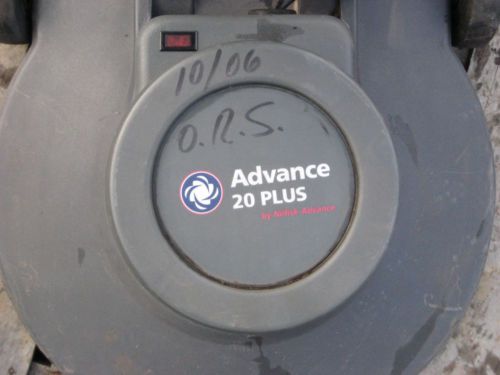 10/06
O.R.S.
Advance
20 PLUS
by Nilfisk-Advance